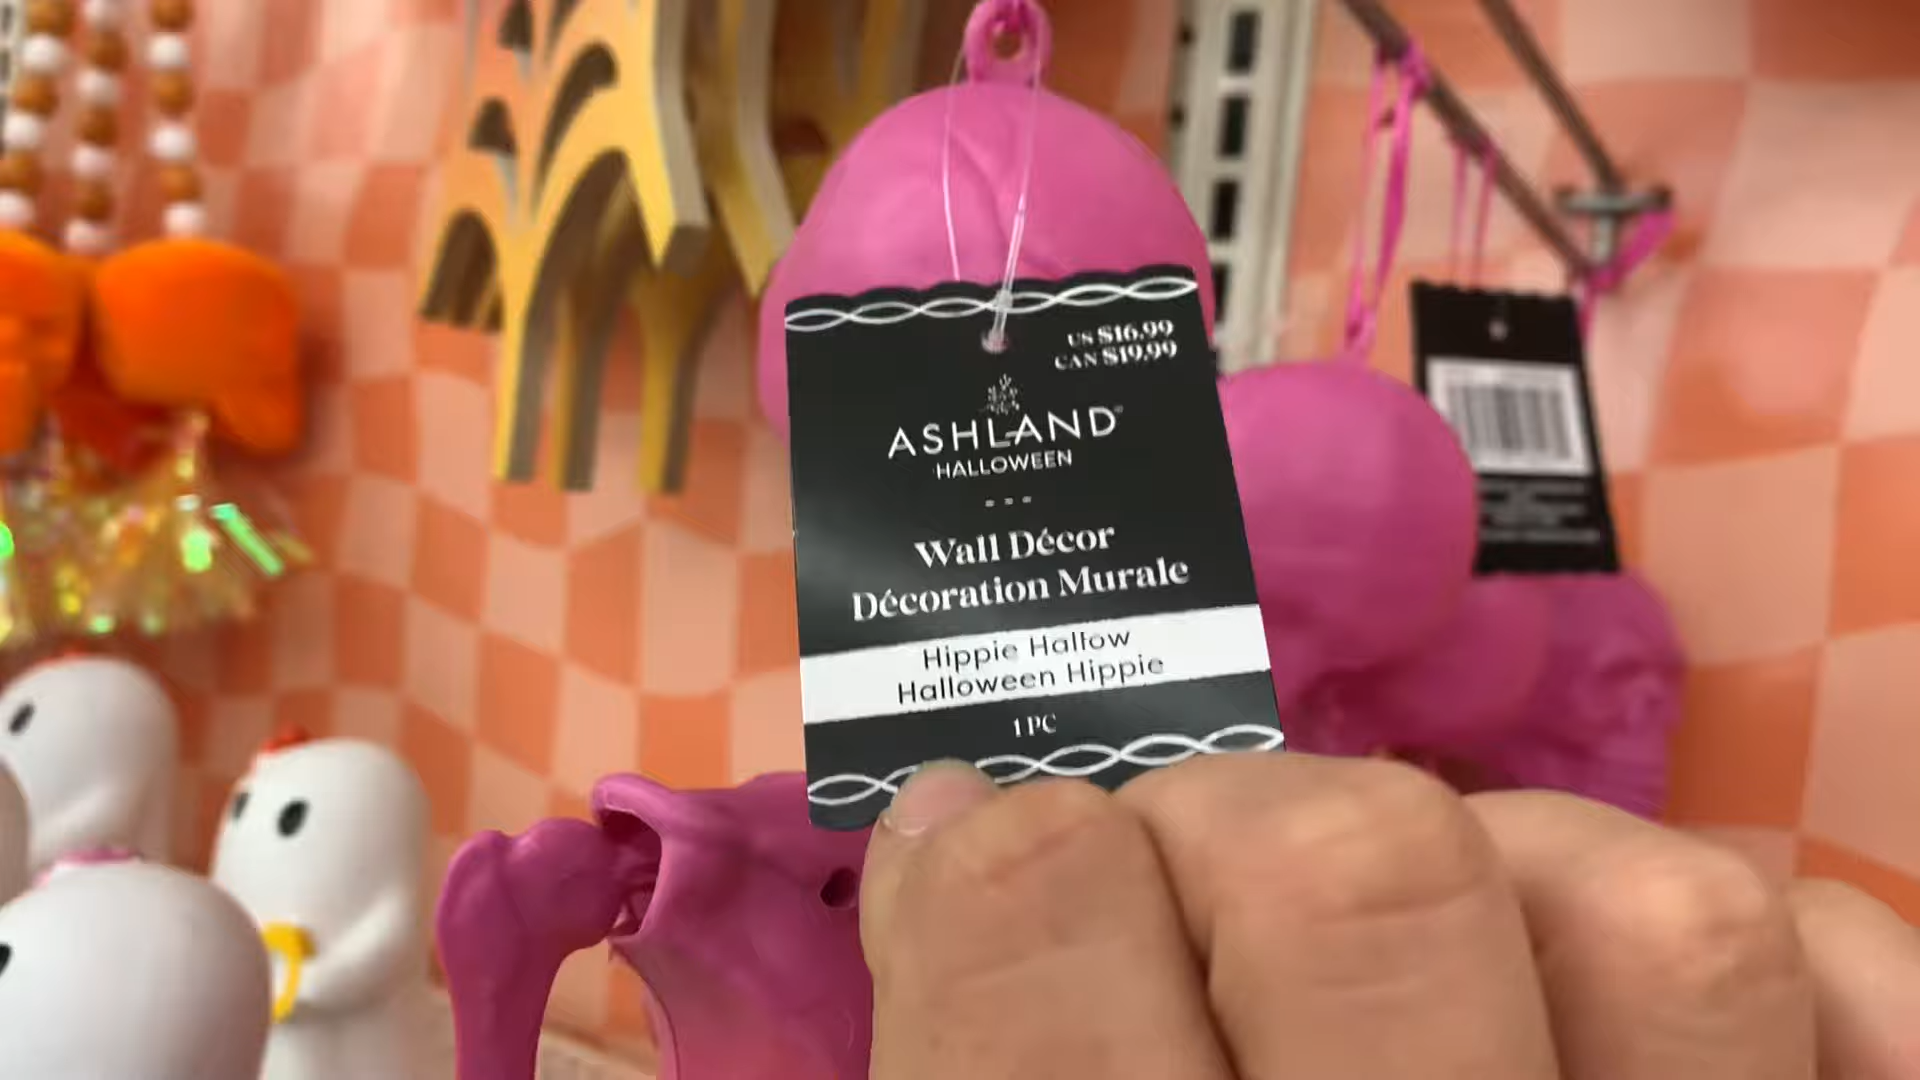 US $16.99
CAN $19.99
ASHLAND
HALLOWEEN
Wall Décor
Décoration Murale
Hippie Hallow
Halloween Hippie
1 PC